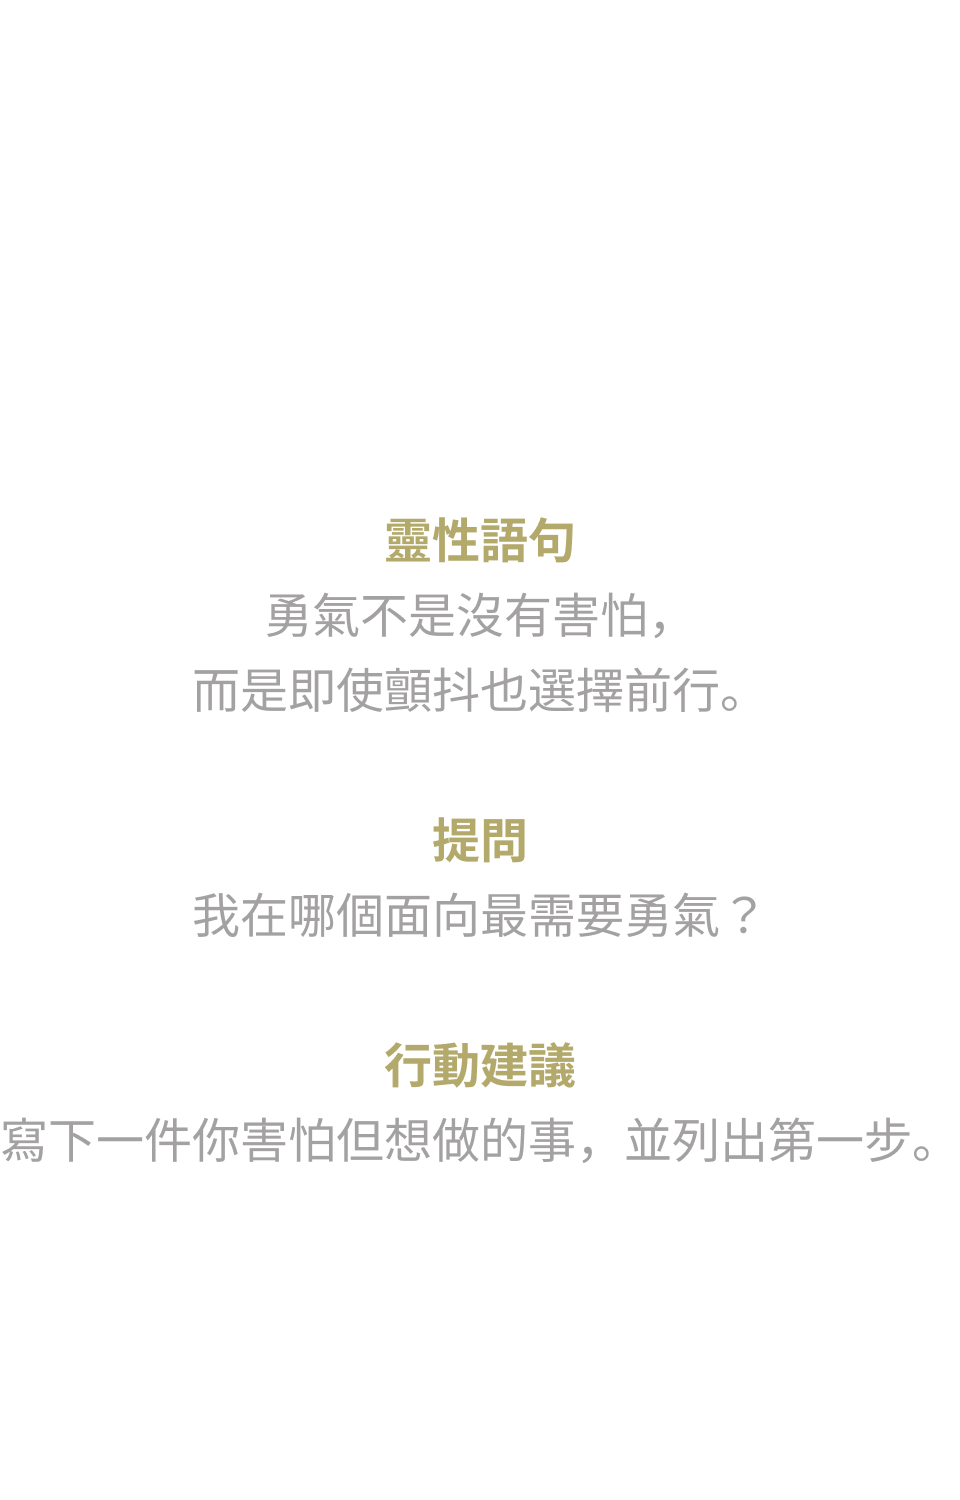 靈性語句
勇氣不是沒有害怕，
而是即使顫抖也選擇前行。
提問
我在哪個面向最需要勇氣？
行動建議
寫下一件你害怕但想做的事，並列出第一步。